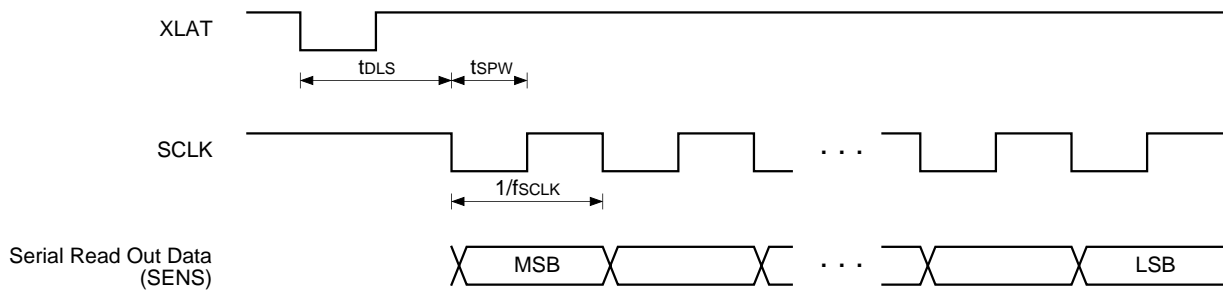 XLAT
tDLS
tSPW
SCLK
. . .
1/fSCLK
Serial Read Out Data
(SENS)
MSB
. . .
LSB